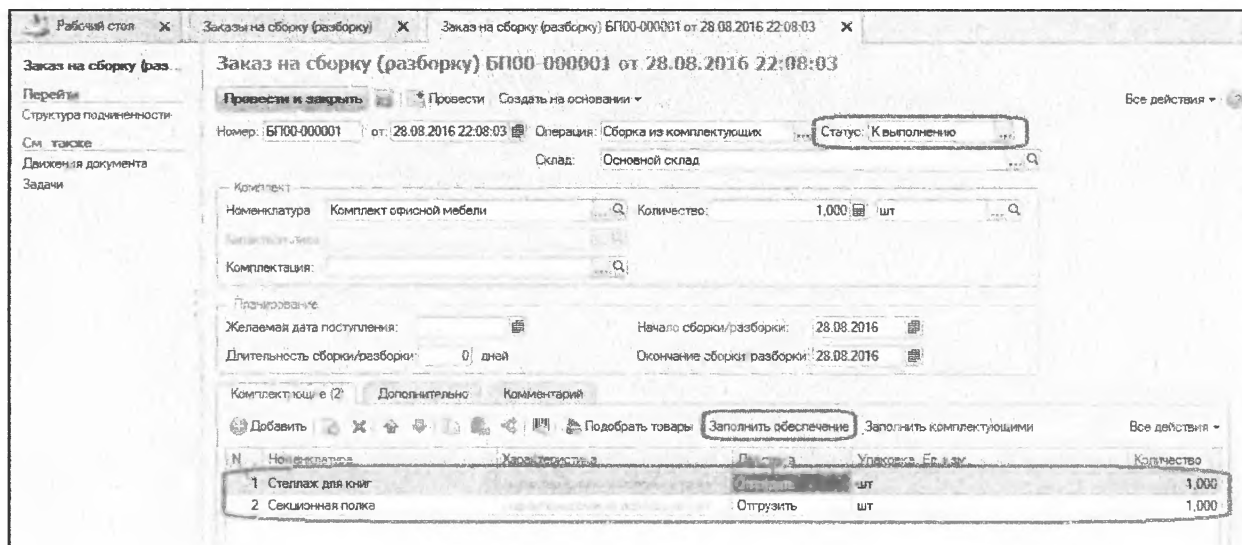 Рабочий стол
Заказы на сборку (разборку)
Заказ на сборку (разборку) БП00-000001 от 28.08.2016 22:08:03
Заказ на сборку (раз...
Заказ на сборку (разборку) БП00-000001 от 28.08.2016 22:08:03
Перейти
Структура подчиненности
См. также
Движения документа
Задачи
Провести и закрыть Провести Создать на основании Все действия
Номер: БП00-000001 от: 28.08.2016 22:08:03 Операция: Сборка из комплектующих ... Статус: К выполнению ...
Склад: Основной склад ...
Комплект
Номенклатура Комплект офисной мебели ... Количество: 1,000 шт ...
Комплектация: ...
Планирование
Желаемая дата поступления: Начало сборки/разборки: 28.08.2016
Длительность сборки/разборки: 0 дней Окончание сборки разборки: 28.08.2016
Комплектующие (2) Дополнительно Комментарий
Добавить Подобрать товары Заполнить обеспечение Заполнить комплектующими Все действия
N Номенклатура Характеристика Упаковка, Ед. изм. Количество
1 Стеллаж для книг шт 1,000
2 Секционная полка Отгрузить шт 1,000